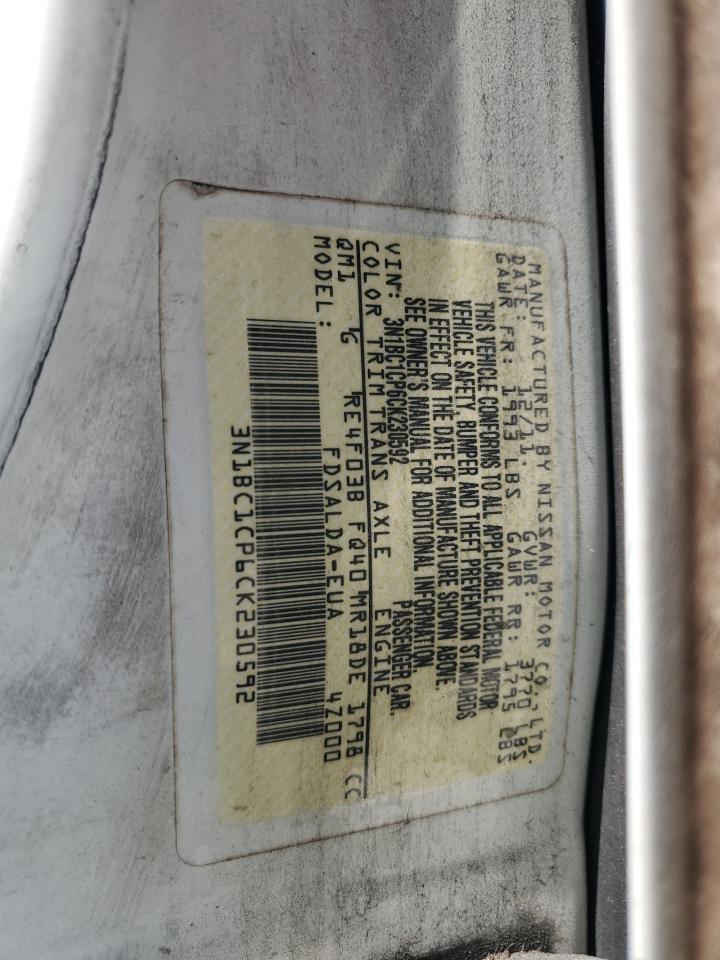 MANUFACTURED BY NISSAN MOTOR CO., LTD.
DATE: 12/11. GVWR: 3770 LBS
GAWR FR: 1993 LBS GAWR RR: 1795 LBS
THIS VEHICLE CONFORMS TO ALL APPLICABLE FEDERAL MOTOR
VEHICLE SAFETY, BUMPER AND THEFT PREVENTION STANDARDS
IN EFFECT ON THE DATE OF MANUFACTURE SHOWN ABOVE.
SEE OWNER'S MANUAL FOR ADDITIONAL INFORMATION.
VIN: 3N1BC1CP6CK230592 PASSENGER CAR.
COLOR TRIM TRANS AXLE ENGINE
QM1 G RE4F03B FQ40 MR18DE 1798 CC
MODEL: FDSALDA-EUA 4Z000
3N1BC1CP6CK230592